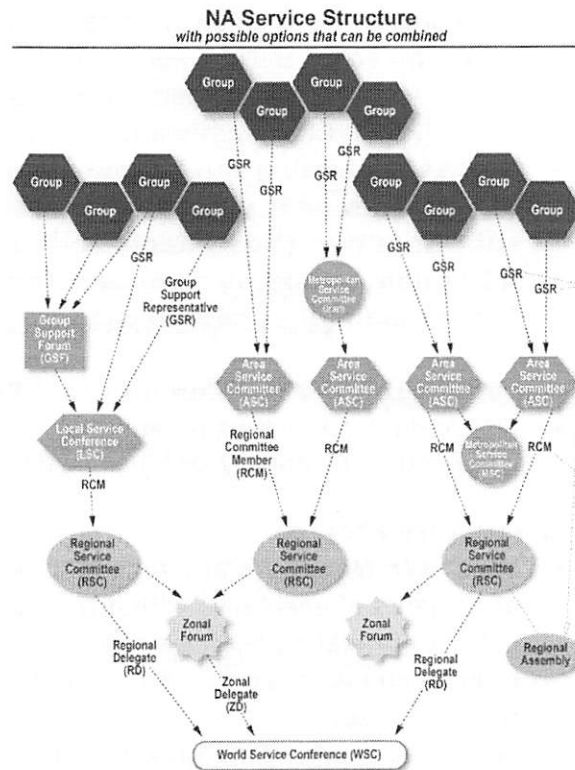 NA Service Structure
with possible options that can be combined
Group
Group
Group
Group
GSR
GSR
GSR
GSR
Group
Group
Group
Group
Group
Group
Group
Group
GSR
Group
Support
Representative
(GSR)
GSR
GSR
GSR
GSR
Metropolitan
Service
Committee
Group
Support
Forum
(GSF)
Area
Service
Committee
(ASC)
Area
Service
Committee
(ASC)
Area
Service
Committee
(ASC)
Area
Service
Committee
(ASC)
Local Service
Conference
(LSC)
Regional
Committee
Member
(RCM)
RCM
RCM
Metropolitan
Service
Committee
(MSC)
RCM
RCM
Regional
Service
Committee
(RSC)
Regional
Service
Committee
(RSC)
Regional
Service
Committee
(RSC)
Zonal
Forum
Zonal
Forum
Regional
Assembly
Regional
Delegate
(RD)
Zonal
Delegate
(ZD)
Regional
Delegate
(RD)
World Service Conference (WSC)